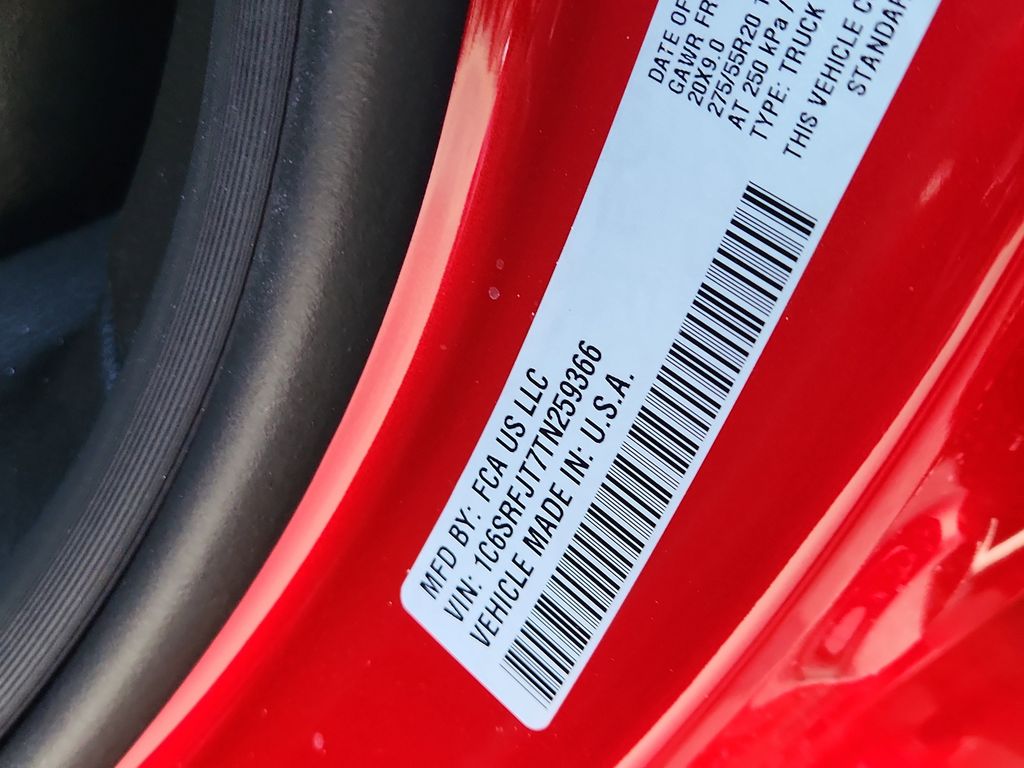 MFD BY: FCA US LLC
VIN: 1C6SRFJT7TN259366
VEHICLE MADE IN: U.S.A.
DATE OF
GAWR FR
20X9.0
275/55R20 1
AT 250 kPa /
TYPE: TRUCK
THIS VEHICLE C
STANDAR